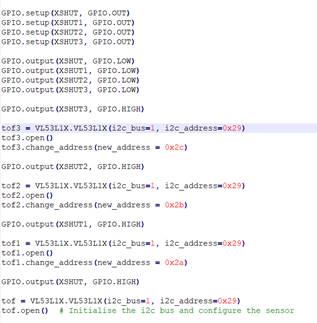 GPIO.setup(XSHUT, GPIO.OUT)
GPIO.setup(XSHUT1, GPIO.OUT)
GPIO.setup(XSHUT2, GPIO.OUT)
GPIO.setup(XSHUT3, GPIO.OUT)
GPIO.output(XSHUT, GPIO.LOW)
GPIO.output(XSHUT1, GPIO.LOW)
GPIO.output(XSHUT2, GPIO.LOW)
GPIO.output(XSHUT3, GPIO.LOW)
GPIO.output(XSHUT3, GPIO.HIGH)
tof3 = VL53L1X.VL53L1X(i2c_bus=1, i2c_address=0x29)
tof3.open()
tof3.change_address(new_address = 0x2c)
GPIO.output(XSHUT2, GPIO.HIGH)
tof2 = VL53L1X.VL53L1X(i2c_bus=1, i2c_address=0x29)
tof2.open()
tof2.change_address(new_address = 0x2b)
GPIO.output(XSHUT1, GPIO.HIGH)
tof1 = VL53L1X.VL53L1X(i2c_bus=1, i2c_address=0x29)
tof1.open()
tof1.change_address(new_address = 0x2a)
GPIO.output(XSHUT, GPIO.HIGH)
tof = VL53L1X.VL53L1X(i2c_bus=1, i2c_address=0x29)
tof.open()  # Initialise the i2c bus and configure the sensor